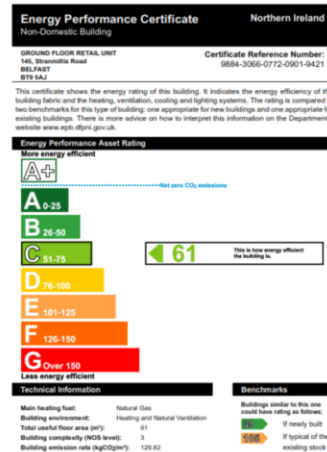 Energy Performance Certificate
Northern Ireland
Non-Domestic Building
GROUND FLOOR RETAIL UNIT
145, Stranmillis Road
BELFAST
BT9 5AJ
Certificate Reference Number:
9884-3066-0772-0901-9421
This certificate shows the energy rating of this building. It indicates the energy efficiency of th
building fabric and the heating, ventilation, cooling and lighting systems. The rating is compared
two benchmarks for this type of building: one appropriate for new buildings and one appropriate f
existing buildings. There is more advice on how to interpret this information on the Department
website www.epb.dfpni.gov.uk.
Energy Performance Asset Rating
More energy efficient
A+
Net zero CO₂ emissions
A 0-25
B 26-50
C 51-75
61
This is how energy efficient
the building is.
D 76-100
E 101-125
F 126-150
G Over 150
Less energy efficient
Technical Information
Main heating fuel: Natural Gas
Building environment: Heating and Natural Ventilation
Total useful floor area (m²): 61
Building complexity (NOS level): 3
Building emission rate (kgCO₂/m²): 129.82
Benchmarks
Buildings similar to this one
could have rating as follows:
If newly built
If typical of the
existing stock